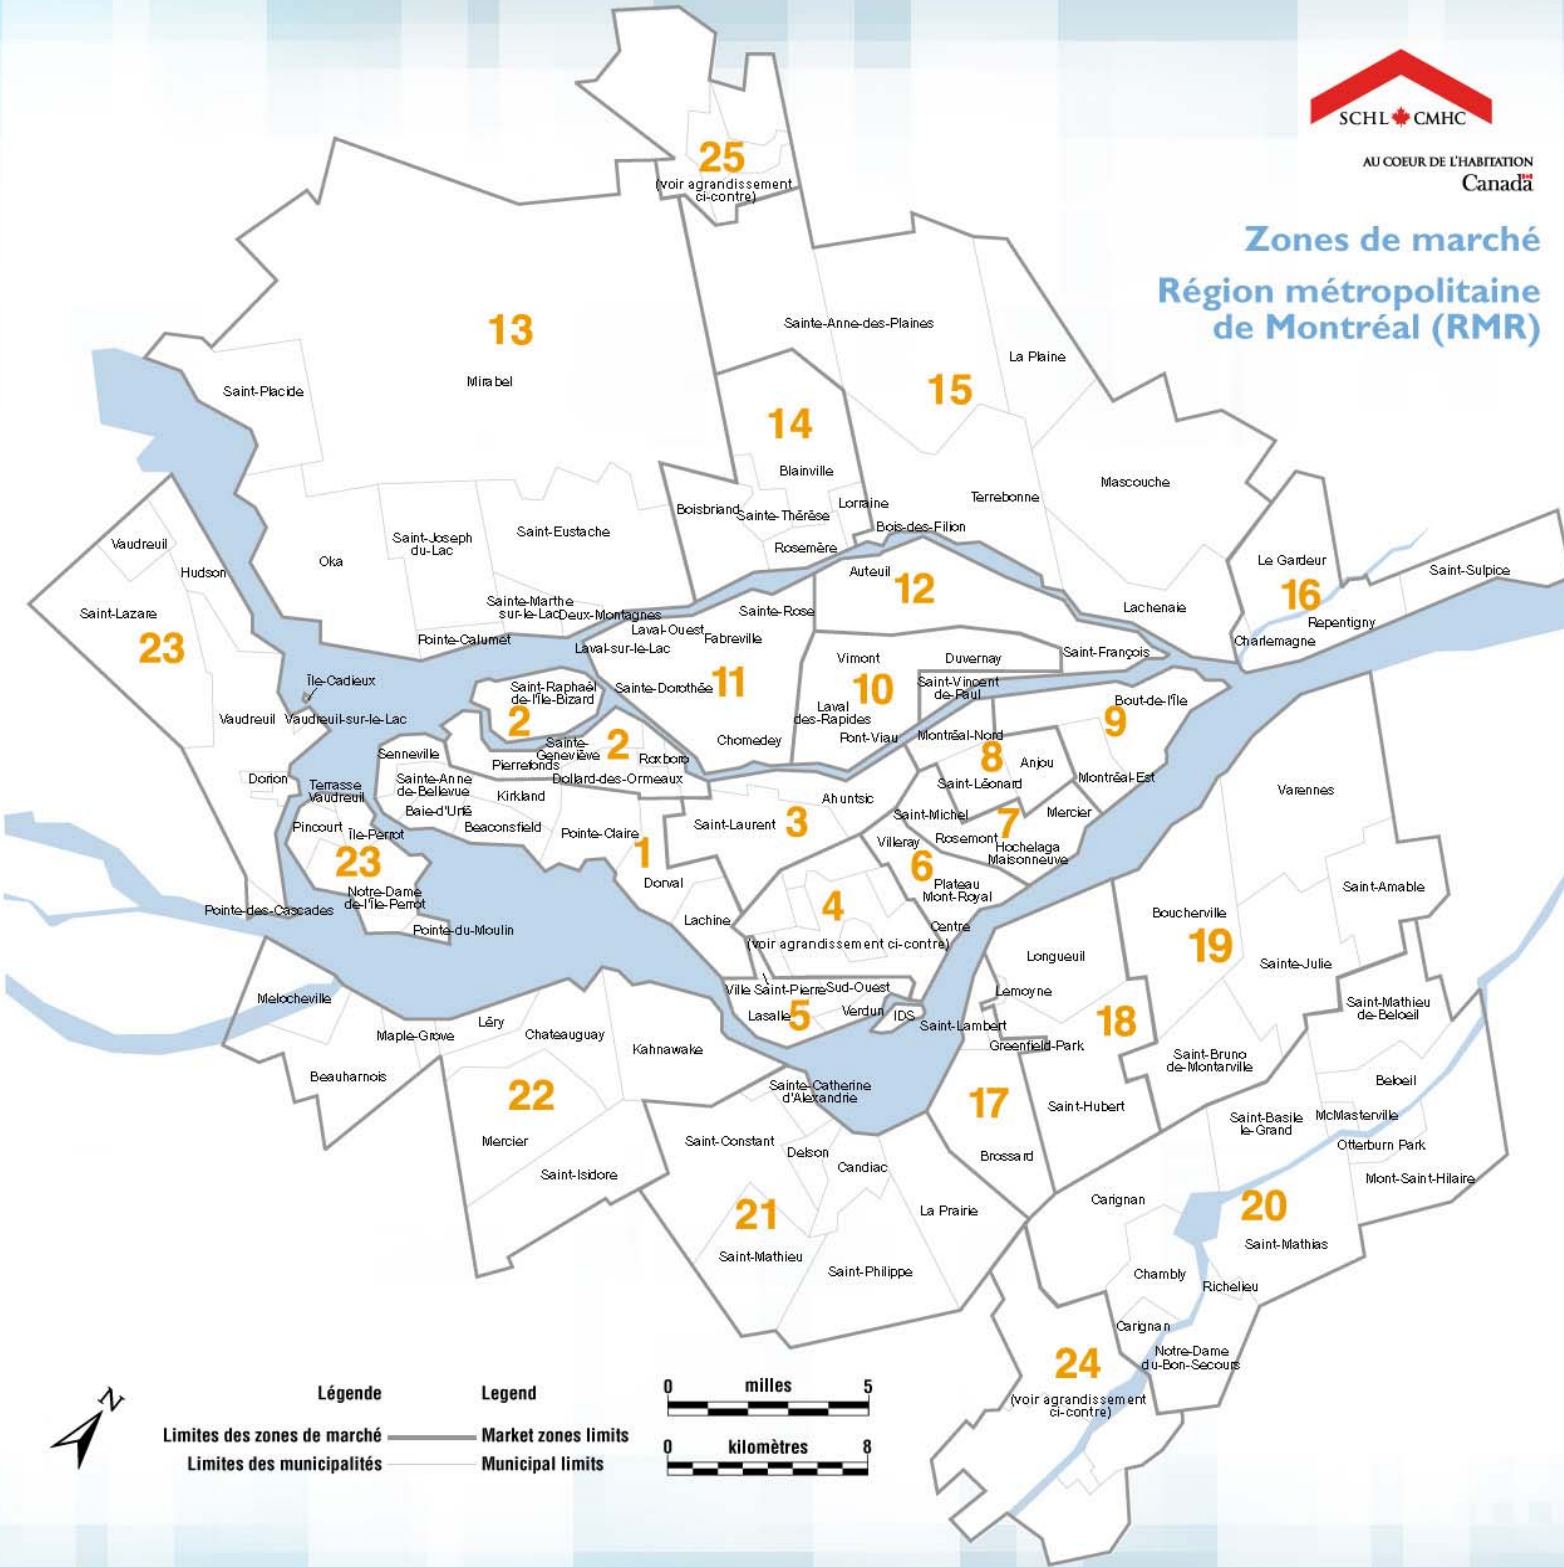 SCHL CMHC
AU COEUR DE L'HABITATION
Canada
Zones de marché
Région métropolitaine
de Montréal (RMR)
25
(voir agrandissement
ci-contre)
13
Mirabel
Saint-Placide
Sainte-Anne-des-Plaines
La Plaine
15
14
Blainville
Boisbriand
Sainte-Thérèse
Lorraine
Rosemère
Bois-des-Filion
Terrebonne
Mascouche
Lachenaie
Oka
Saint-Joseph
du-Lac
Saint-Eustache
Sainte-Marthe
sur-le-Lac
Deux-Montagnes
Pointe-Calumet
Le Gardeur
16
Saint-Sulpice
Repentigny
Charlemagne
Auteuil
12
Sainte-Rose
Saint-François
Laval-Ouest
Fabreville
Laval-sur-le-Lac
Sainte-Dorothée
11
Chomedey
Vimont
Duvernay
10
Saint-Vincent
de-Paul
Laval
des-Rapides
Pont-Viau
Vaudreuil
Hudson
Saint-Lazare
23
Île-Cadieux
Vaudreuil
Vaudreuil-sur-le-Lac
Dorion
Terrasse
Vaudreuil
Pincourt
Île-Perrot
23
Notre-Dame
de-l'île-Perrot
Pointe-des-Cascades
Pointe-du-Moulin
Saint-Raphaël
de-l'Île-Bizard
2
Sainte-
Geneviève
2
Roxboro
Pierrefonds
Dollard-des-Ormeaux
Senneville
Sainte-Anne
de-Bellevue
Kirkland
Baie-d'Urfé
Beaconsfield
Pointe-Claire
1
Dorval
Lachine
Ahuntsic
Saint-Laurent
3
Bout-de-l'Île
9
Montréal-Nord
8
Anjou
Saint-Léonard
Montréal-Est
Saint-Michel
Mercier
7
Rosemont
Hochelaga
Maisonneuve
Villeray
6
Plateau
Mont-Royal
Centre
4
(voir agrandissement ci-contre)
Ville Saint-Pierre
Sud-Ouest
Lasalle
5
Verdun
IDS
Varennes
Saint-Amable
Boucherville
19
Sainte-Julie
Saint-Bruno
de-Montarville
Longueuil
Lemoyne
18
Saint-Lambert
Greenfield-Park
Saint-Hubert
17
Brossard
Saint-Mathieu
de-Beloeil
Beloeil
Saint-Basile
le-Grand
McMasterville
Otterburn Park
Mont-Saint-Hilaire
Carignan
20
Saint-Mathias
Chambly
Richelieu
Carignan
Notre-Dame
du-Bon-Secours
Melocheville
Maple-Grove
Léry
Chateauguay
Kahnawake
Beauharnois
22
Mercier
Saint-Isidore
Sainte-Catherine
d'Alexandrie
Saint-Constant
Delson
Candiac
21
La Prairie
Saint-Mathieu
Saint-Philippe
24
(voir agrandissement
ci-contre)
N
Légende
Legend
Limites des zones de marché
Market zones limits
Limites des municipalités
Municipal limits
0 milles 5
0 kilomètres 8